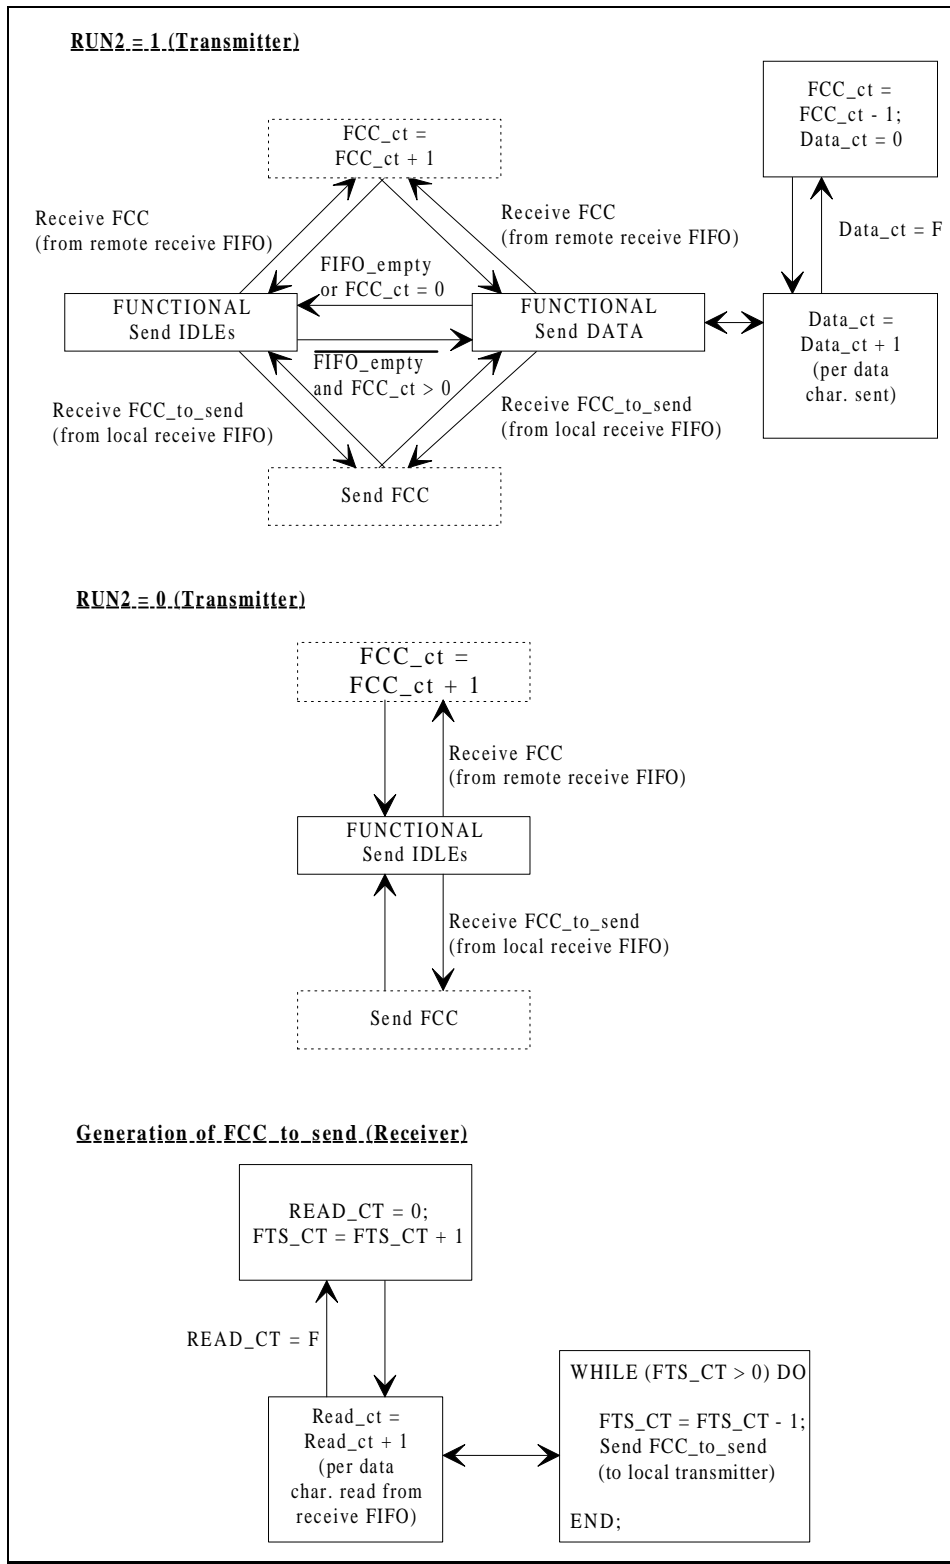 RUN2 = 1 (Transmitter)
FCC_ct =
FCC_ct - 1;
Data_ct = 0
FCC_ct =
FCC_ct + 1
Receive FCC
(from remote receive FIFO)
Receive FCC
(from remote receive FIFO)
Data_ct = F
FIFO_empty
or FCC_ct = 0
FUNCTIONAL
Send IDLEs
FUNCTIONAL
Send DATA
Data_ct =
Data_ct + 1
(per data
char. sent)
FIFO_empty
and FCC_ct > 0
Receive FCC_to_send
(from local receive FIFO)
Receive FCC_to_send
(from local receive FIFO)
Send FCC
RUN2 = 0 (Transmitter)
FCC_ct =
FCC_ct + 1
Receive FCC
(from remote receive FIFO)
FUNCTIONAL
Send IDLEs
Receive FCC_to_send
(from local receive FIFO)
Send FCC
Generation of FCC_to_send (Receiver)
READ_CT = 0;
FTS_CT = FTS_CT + 1
READ_CT = F
Read_ct =
Read_ct + 1
(per data
char. read from
receive FIFO)
WHILE (FTS_CT > 0) DO
FTS_CT = FTS_CT - 1;
Send FCC_to_send
(to local transmitter)
END;